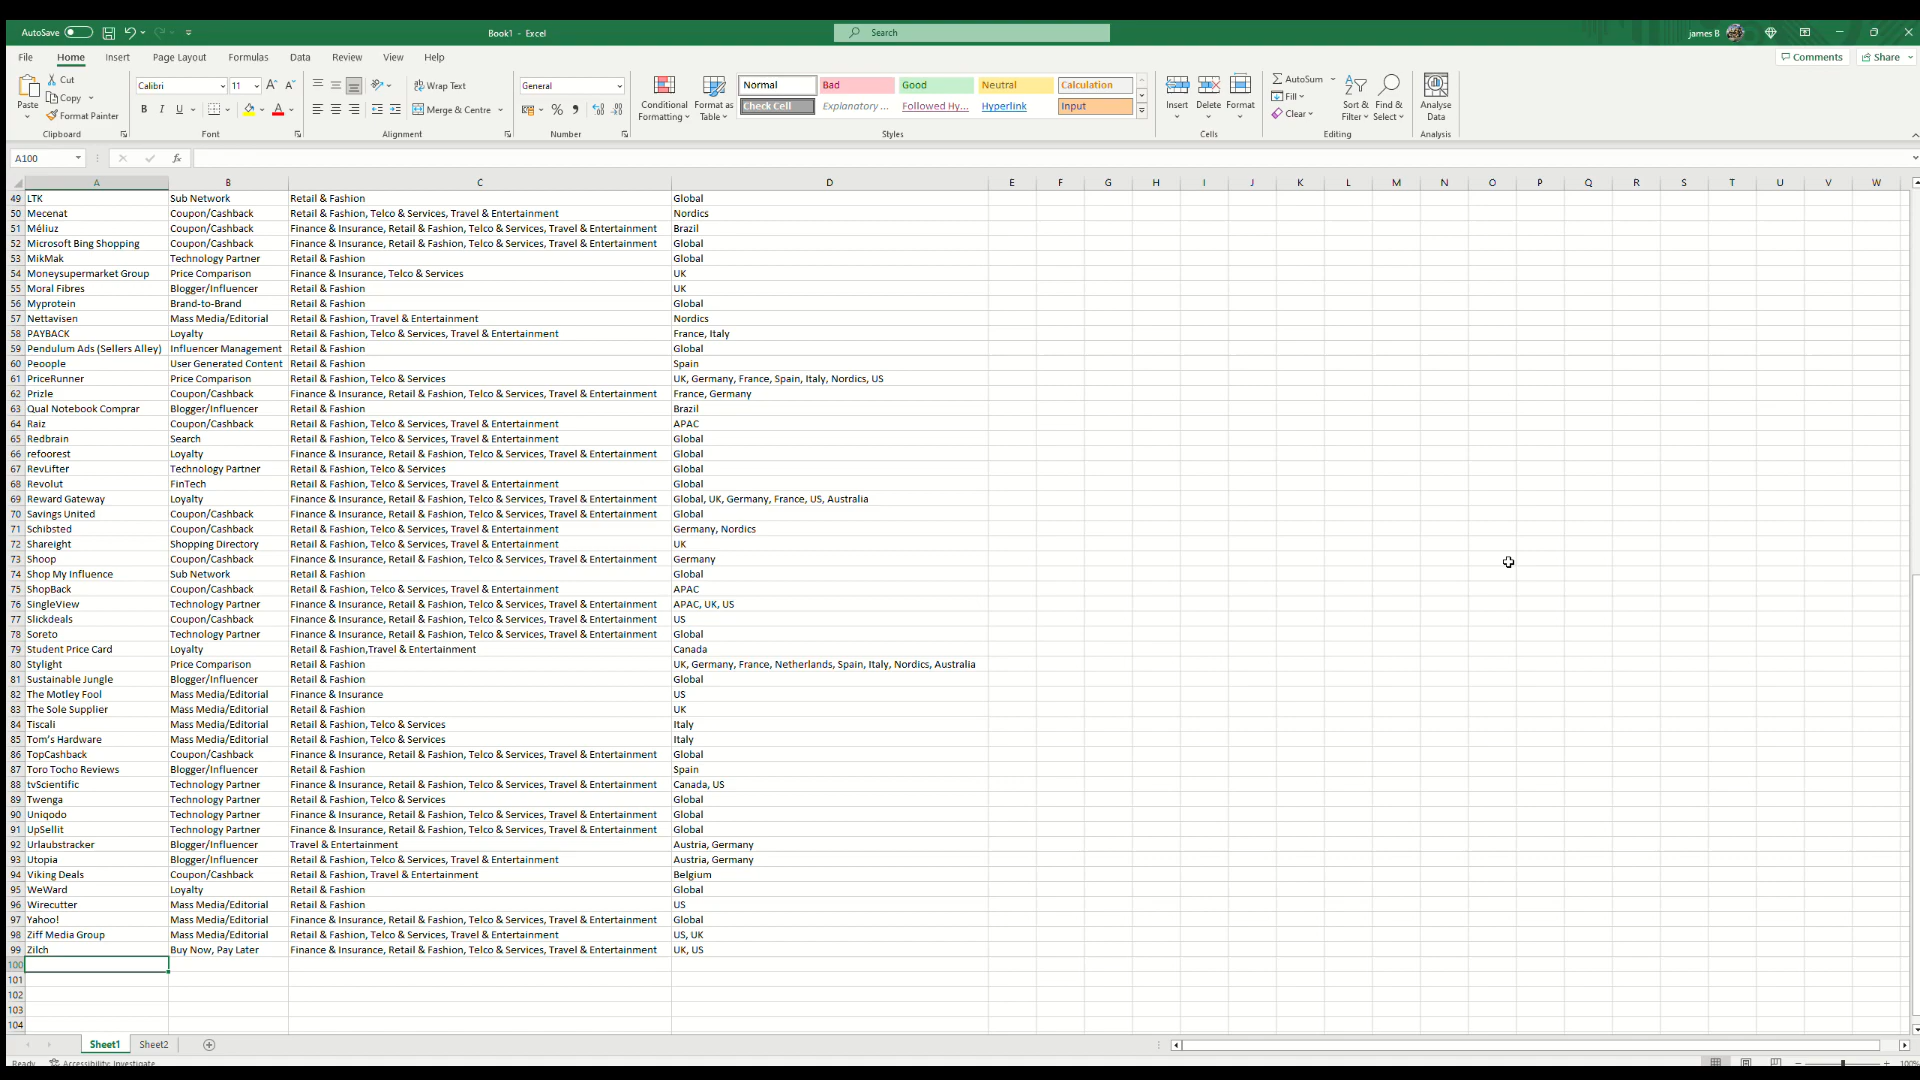 AutoSave
Book1 - Excel
Search
james B
File Home Insert Page Layout Formulas Data Review View Help
Comments Share
Paste
Cut
Copy
Format Painter
Clipboard
Calibri 11
B I U
Font
Wrap Text
Merge & Centre
Alignment
General
Number
Conditional Formatting
Format as Table
Normal Bad Good Neutral Calculation
Check Cell Explanatory ... Followed Hy... Hyperlink Input
Styles
Insert Delete Format
Cells
AutoSum
Fill
Clear
Sort & Filter
Find & Select
Editing
Analyse Data
Analysis
A100
A B C D E F G H I J K L M N O P Q R S T U V W
49 LTK Sub Network Retail & Fashion Global
50 Mecenat Coupon/Cashback Retail & Fashion, Telco & Services, Travel & Entertainment Nordics
51 Méliuz Coupon/Cashback Finance & Insurance, Retail & Fashion, Telco & Services, Travel & Entertainment Brazil
52 Microsoft Bing Shopping Coupon/Cashback Finance & Insurance, Retail & Fashion, Telco & Services, Travel & Entertainment Global
53 MikMak Technology Partner Retail & Fashion Global
54 Moneysupermarket Group Price Comparison Finance & Insurance, Telco & Services UK
55 Moral Fibres Blogger/Influencer Retail & Fashion UK
56 Myprotein Brand-to-Brand Retail & Fashion Global
57 Nettavisen Mass Media/Editorial Retail & Fashion, Travel & Entertainment Nordics
58 PAYBACK Loyalty Retail & Fashion, Telco & Services, Travel & Entertainment France, Italy
59 Pendulum Ads (Sellers Alley) Influencer Management Retail & Fashion Global
60 Peoople User Generated Content Retail & Fashion Spain
61 PriceRunner Price Comparison Retail & Fashion, Telco & Services UK, Germany, France, Spain, Italy, Nordics, US
62 Prizle Coupon/Cashback Finance & Insurance, Retail & Fashion, Telco & Services, Travel & Entertainment France, Germany
63 Qual Notebook Comprar Blogger/Influencer Retail & Fashion Brazil
64 Raiz Coupon/Cashback Retail & Fashion, Telco & Services, Travel & Entertainment APAC
65 Redbrain Search Retail & Fashion, Telco & Services, Travel & Entertainment Global
66 refoorest Loyalty Finance & Insurance, Retail & Fashion, Telco & Services, Travel & Entertainment Global
67 RevLifter Technology Partner Retail & Fashion, Telco & Services Global
68 Revolut FinTech Retail & Fashion, Telco & Services, Travel & Entertainment Global
69 Reward Gateway Loyalty Finance & Insurance, Retail & Fashion, Telco & Services, Travel & Entertainment Global, UK, Germany, France, US, Australia
70 Savings United Coupon/Cashback Finance & Insurance, Retail & Fashion, Telco & Services, Travel & Entertainment Global
71 Schibsted Coupon/Cashback Retail & Fashion, Telco & Services, Travel & Entertainment Germany, Nordics
72 Shareight Shopping Directory Retail & Fashion, Telco & Services, Travel & Entertainment UK
73 Shoop Coupon/Cashback Finance & Insurance, Retail & Fashion, Telco & Services, Travel & Entertainment Germany
74 Shop My Influence Sub Network Retail & Fashion Global
75 ShopBack Coupon/Cashback Retail & Fashion, Telco & Services, Travel & Entertainment APAC
76 SingleView Technology Partner Finance & Insurance, Retail & Fashion, Telco & Services, Travel & Entertainment APAC, UK, US
77 Slickdeals Coupon/Cashback Finance & Insurance, Retail & Fashion, Telco & Services, Travel & Entertainment US
78 Soreto Technology Partner Finance & Insurance, Retail & Fashion, Telco & Services, Travel & Entertainment Global
79 Student Price Card Loyalty Retail & Fashion,Travel & Entertainment Canada
80 Stylight Price Comparison Retail & Fashion UK, Germany, France, Netherlands, Spain, Italy, Nordics, Australia
81 Sustainable Jungle Blogger/Influencer Retail & Fashion Global
82 The Motley Fool Mass Media/Editorial Finance & Insurance US
83 The Sole Supplier Mass Media/Editorial Retail & Fashion UK
84 Tiscali Mass Media/Editorial Retail & Fashion, Telco & Services Italy
85 Tom's Hardware Mass Media/Editorial Retail & Fashion, Telco & Services Italy
86 TopCashback Coupon/Cashback Finance & Insurance, Retail & Fashion, Telco & Services, Travel & Entertainment Global
87 Toro Tocho Reviews Blogger/Influencer Retail & Fashion Spain
88 tvScientific Technology Partner Finance & Insurance, Retail & Fashion, Telco & Services, Travel & Entertainment Canada, US
89 Twenga Technology Partner Retail & Fashion, Telco & Services Global
90 Uniqodo Technology Partner Finance & Insurance, Retail & Fashion, Telco & Services, Travel & Entertainment Global
91 UpSellit Technology Partner Finance & Insurance, Retail & Fashion, Telco & Services, Travel & Entertainment Global
92 Urlaubstracker Blogger/Influencer Travel & Entertainment Austria, Germany
93 Utopia Blogger/Influencer Retail & Fashion, Telco & Services, Travel & Entertainment Austria, Germany
94 Viking Deals Coupon/Cashback Retail & Fashion, Travel & Entertainment Belgium
95 WeWard Loyalty Retail & Fashion Global
96 Wirecutter Mass Media/Editorial Retail & Fashion US
97 Yahoo! Mass Media/Editorial Finance & Insurance, Retail & Fashion, Telco & Services, Travel & Entertainment Global
98 Ziff Media Group Mass Media/Editorial Retail & Fashion, Telco & Services, Travel & Entertainment US, UK
99 Zilch Buy Now, Pay Later Finance & Insurance, Retail & Fashion, Telco & Services, Travel & Entertainment UK, US
100
101
102
103
104
Sheet1 Sheet2
Ready Accessibility: Investigate 100%